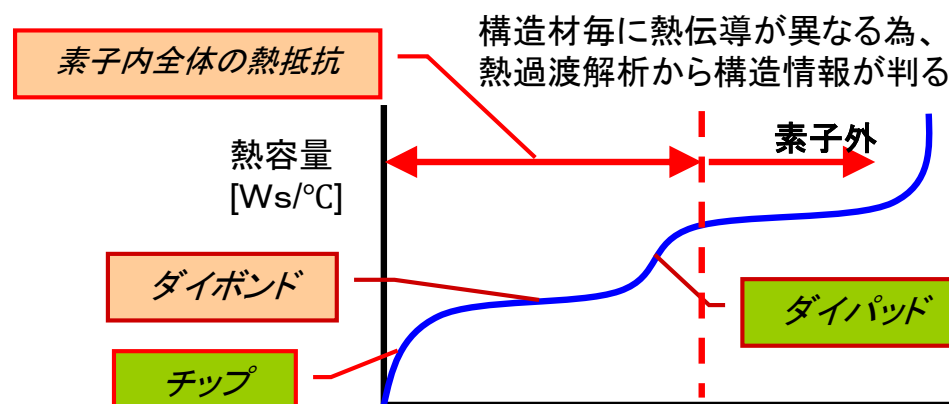 構造材毎に熱伝導が異なる為、
熱過渡解析から構造情報が判る
素子内全体の熱抵抗
素子外
熱容量
[Ws/℃]
ダイボンド
ダイパッド
チップ